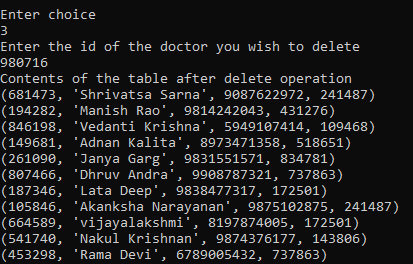 Enter choice
3
Enter the id of the doctor you wish to delete
980716
Contents of the table after delete operation
(681473, 'Shrivatsa Sarna', 9087622972, 241487)
(194282, 'Manish Rao', 9814242043, 431276)
(846198, 'Vedanti Krishna', 5949107414, 109468)
(149681, 'Adnan Kalita', 8973471358, 518651)
(261090, 'Janya Garg', 9831551571, 834781)
(807466, 'Dhruv Andra', 9908787321, 737863)
(187346, 'Lata Deep', 9838477317, 172501)
(105846, 'Akanksha Narayanan', 9875102875, 241487)
(664589, 'vijayalakshmi', 8197874005, 172501)
(541740, 'Nakul Krishnan', 9874376177, 143806)
(453298, 'Rama Devi', 6789005432, 737863)